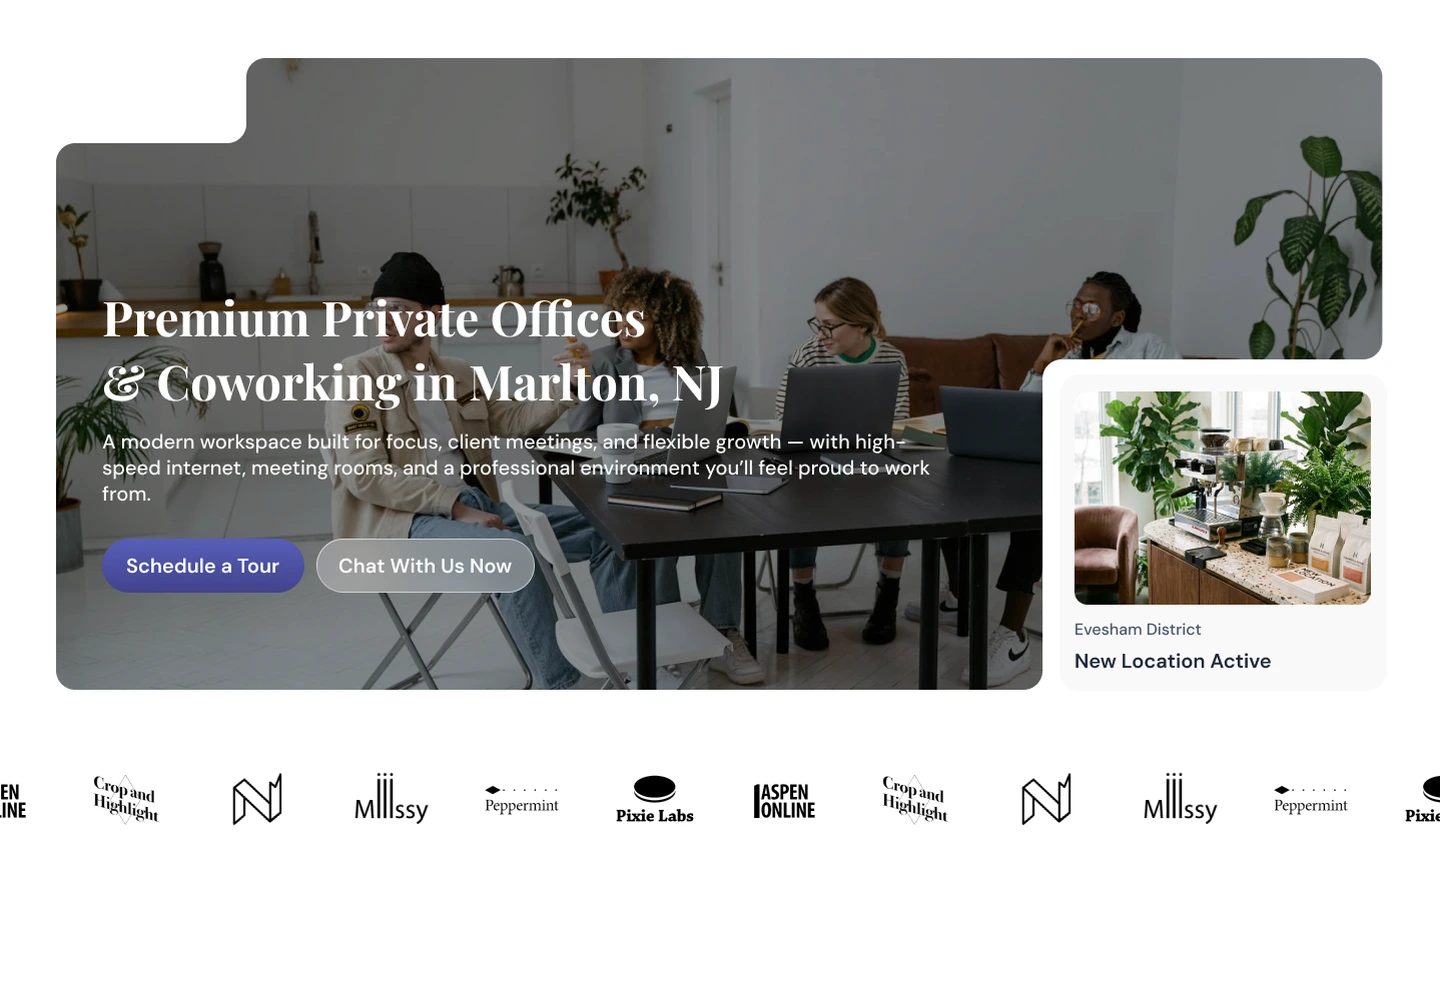 Premium Private Offices
& Coworking in Marlton, NJ
A modern workspace built for focus, client meetings, and flexible growth — with high-
speed internet, meeting rooms, and a professional environment you’ll feel proud to work
from.
Schedule a Tour
Chat With Us Now
Evesham District
New Location Active
EN
LINE
Crop and
Highlight
Millssy
Peppermint
Pixie Labs
ASPEN
ONLINE
Crop and
Highlight
Millssy
Peppermint
Pixie